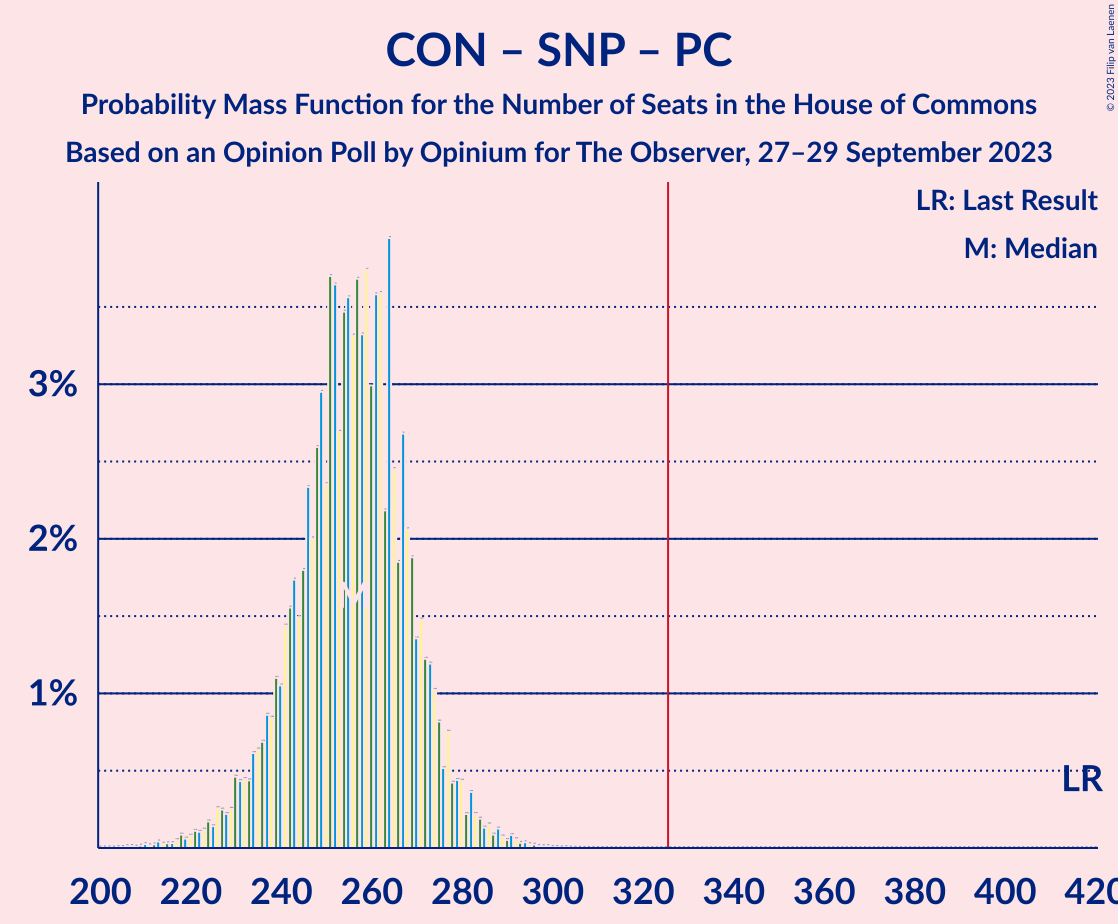 CON – SNP – PC
Probability Mass Function for the Number of Seats in the House of Commons
Based on an Opinion Poll by Opinium for The Observer, 27–29 September 2023
© 2023 Filip van Laenen
LR: Last Result
M: Median
3%
2%
1%
M
LR
200 220 240 260 280 300 320 340 360 380 400 420